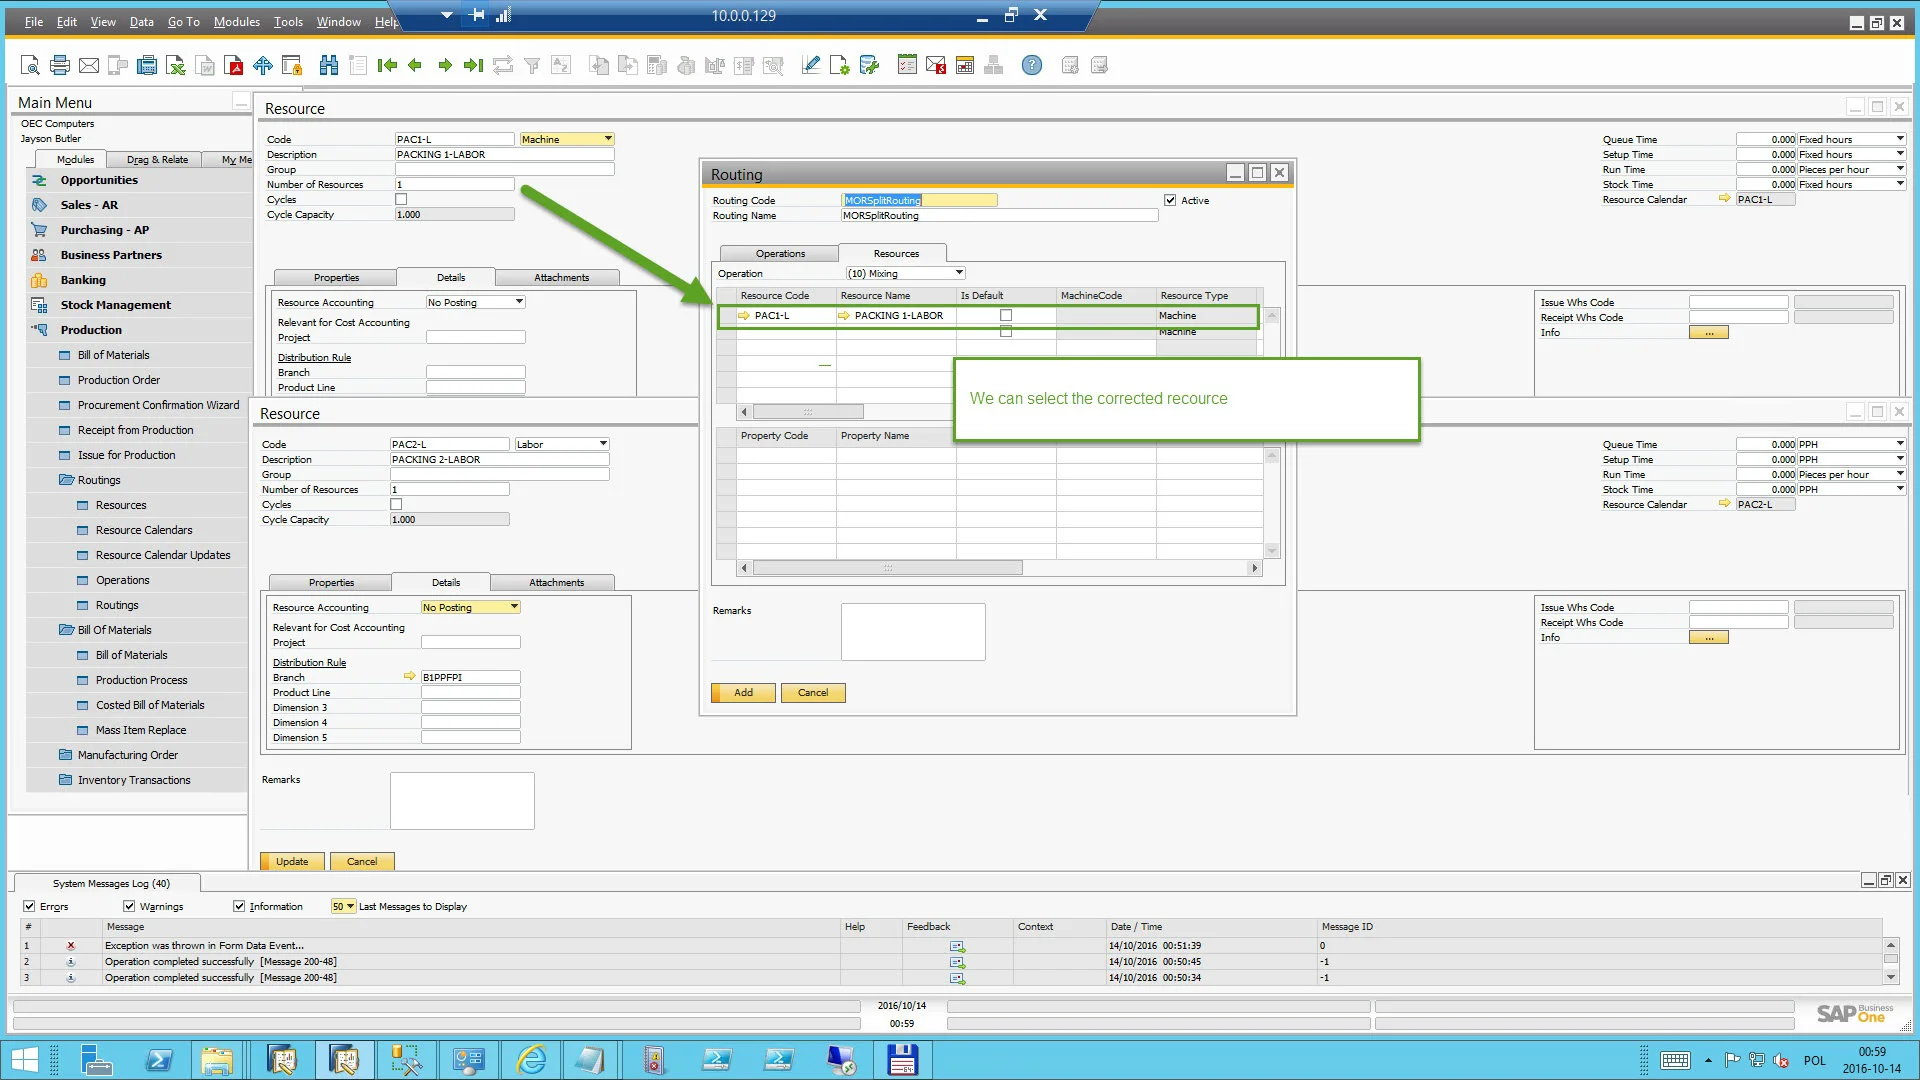 File Edit View Data Go To Modules Tools Window Help
10.0.0.129
Main Menu
OEC Computers
Jayson Butler
Modules Drag & Relate My Me
Opportunities
Sales - AR
Purchasing - AP
Business Partners
Banking
Stock Management
Production
Bill of Materials
Production Order
Procurement Confirmation Wizard
Receipt from Production
Issue for Production
Routings
Resources
Resource Calendars
Resource Calendar Updates
Operations
Routings
Bill Of Materials
Bill of Materials
Production Process
Costed Bill of Materials
Mass Item Replace
Manufacturing Order
Inventory Transactions
Resource
Code PAC1-L Machine
Description PACKING 1-LABOR
Group
Number of Resources 1
Cycles
Cycle Capacity 1.000
Queue Time 0.000 Fixed hours
Setup Time 0.000 Fixed hours
Run Time 0.000 Pieces per hour
Stock Time 0.000 Fixed hours
Resource Calendar PAC1-L
Properties Details Attachments
Resource Accounting No Posting
Relevant for Cost Accounting
Project
Distribution Rule
Branch
Product Line
Issue Whs Code
Receipt Whs Code
Info ...
Routing
Routing Code MORSplitRouting
Active
Routing Name MORSplitRouting
Operations Resources
Operation (10) Mixing
Resource Code Resource Name Is Default MachineCode Resource Type
PAC1-L PACKING 1-LABOR Machine
Machine
We can select the corrected recource
Property Code Property Name
Remarks
Add Cancel
Resource
Code PAC2-L Labor
Description PACKING 2-LABOR
Group
Number of Resources 1
Cycles
Cycle Capacity 1.000
Queue Time 0.000 PPH
Setup Time 0.000 PPH
Run Time 0.000 Pieces per hour
Stock Time 0.000 PPH
Resource Calendar PAC2-L
Properties Details Attachments
Resource Accounting No Posting
Relevant for Cost Accounting
Project
Distribution Rule
Branch B1PPFPI
Product Line
Dimension 3
Dimension 4
Dimension 5
Issue Whs Code
Receipt Whs Code
Info ...
Remarks
Update Cancel
System Messages Log (40)
Errors Warnings Information 50 Last Messages to Display
# Message Help Feedback Context Date / Time Message ID
1 Exception was thrown in Form Data Event... 14/10/2016 00:51:39 0
2 Operation completed successfully [Message 200-48] 14/10/2016 00:50:45 -1
3 Operation completed successfully [Message 200-48] 14/10/2016 00:50:34 -1
2016/10/14
00:59
SAP Business One
POL
00:59
2016-10-14